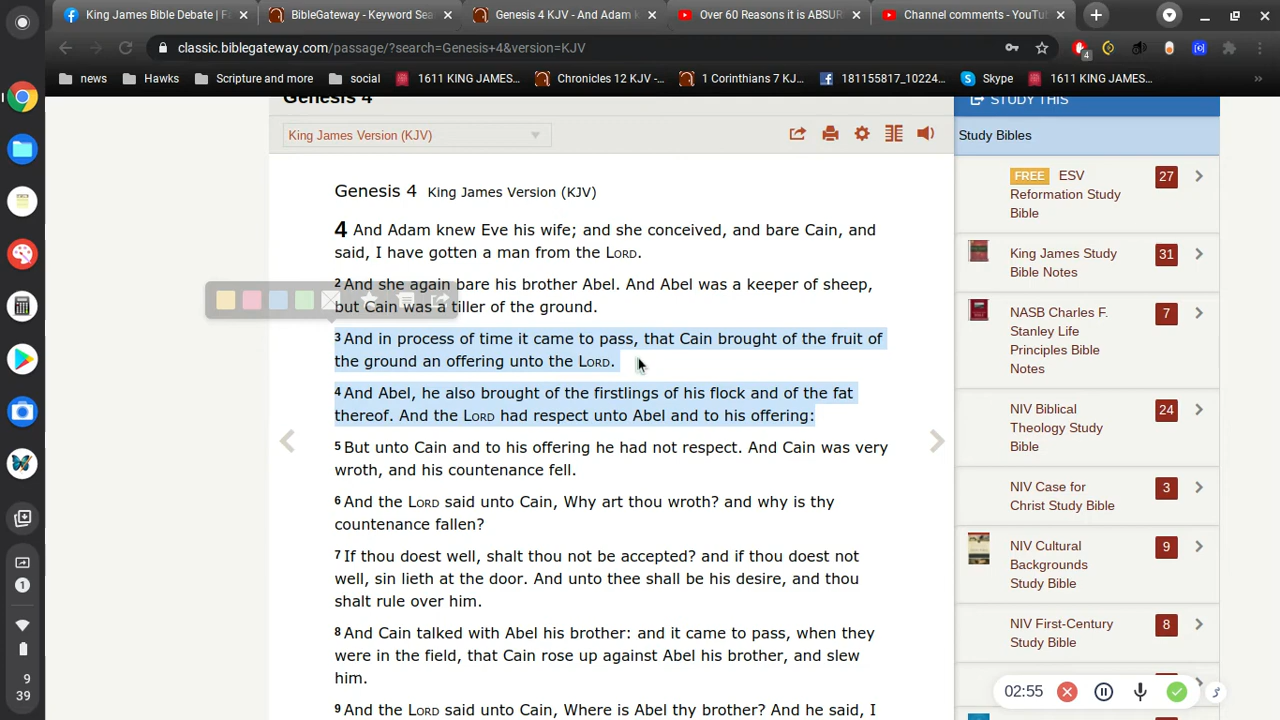 King James Bible Debate | Fa
BibleGateway - Keyword Sea
Genesis 4 KJV - And Adam k
Over 60 Reasons it is ABSUR
Channel comments - YouTu
classic.biblegateway.com/passage/?search=Genesis+4&version=KJV
4
news
Hawks
Scripture and more
social
1611 KING JAMES...
Chronicles 12 KJV -...
1 Corinthians 7 KJ...
181155817_10224...
Skype
1611 KING JAMES...
»
Genesis 4
King James Version (KJV)
Genesis 4 King James Version (KJV)
4 And Adam knew Eve his wife; and she conceived, and bare Cain, and
said, I have gotten a man from the LORD.
2 And she again bare his brother Abel. And Abel was a keeper of sheep,
but Cain was a tiller of the ground.
3 And in process of time it came to pass, that Cain brought of the fruit of
the ground an offering unto the LORD.
4 And Abel, he also brought of the firstlings of his flock and of the fat
thereof. And the LORD had respect unto Abel and to his offering:
5 But unto Cain and to his offering he had not respect. And Cain was very
wroth, and his countenance fell.
6 And the LORD said unto Cain, Why art thou wroth? and why is thy
countenance fallen?
7 If thou doest well, shalt thou not be accepted? and if thou doest not
well, sin lieth at the door. And unto thee shall be his desire, and thou
shalt rule over him.
8 And Cain talked with Abel his brother: and it came to pass, when they
were in the field, that Cain rose up against Abel his brother, and slew
him.
9 And the LORD said unto Cain, Where is Abel thy brother? And he said, I
STUDY THIS
Study Bibles
FREE ESV 27
Reformation Study
Bible
King James Study 31
Bible Notes
NASB Charles F. 7
Stanley Life
Principles Bible
Notes
NIV Biblical 24
Theology Study
Bible
NIV Case for 3
Christ Study Bible
NIV Cultural 9
Backgrounds
Study Bible
NIV First-Century 8
Study Bible
02:55
1
9
39